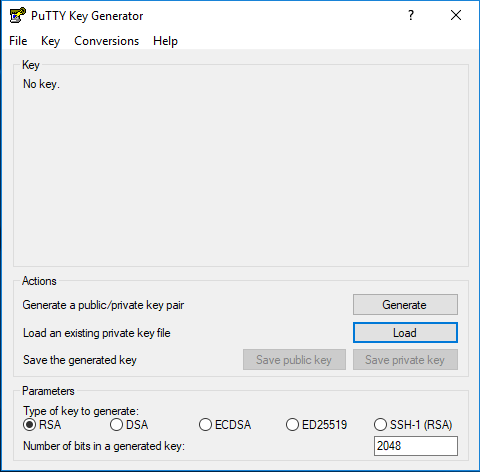 PuTTY Key Generator ?
File Key Conversions Help
Key
No key.
Actions
Generate a public/private key pair Generate
Load an existing private key file Load
Save the generated key Save public key Save private key
Parameters
Type of key to generate:
RSA DSA ECDSA ED25519 SSH-1 (RSA)
Number of bits in a generated key: 2048